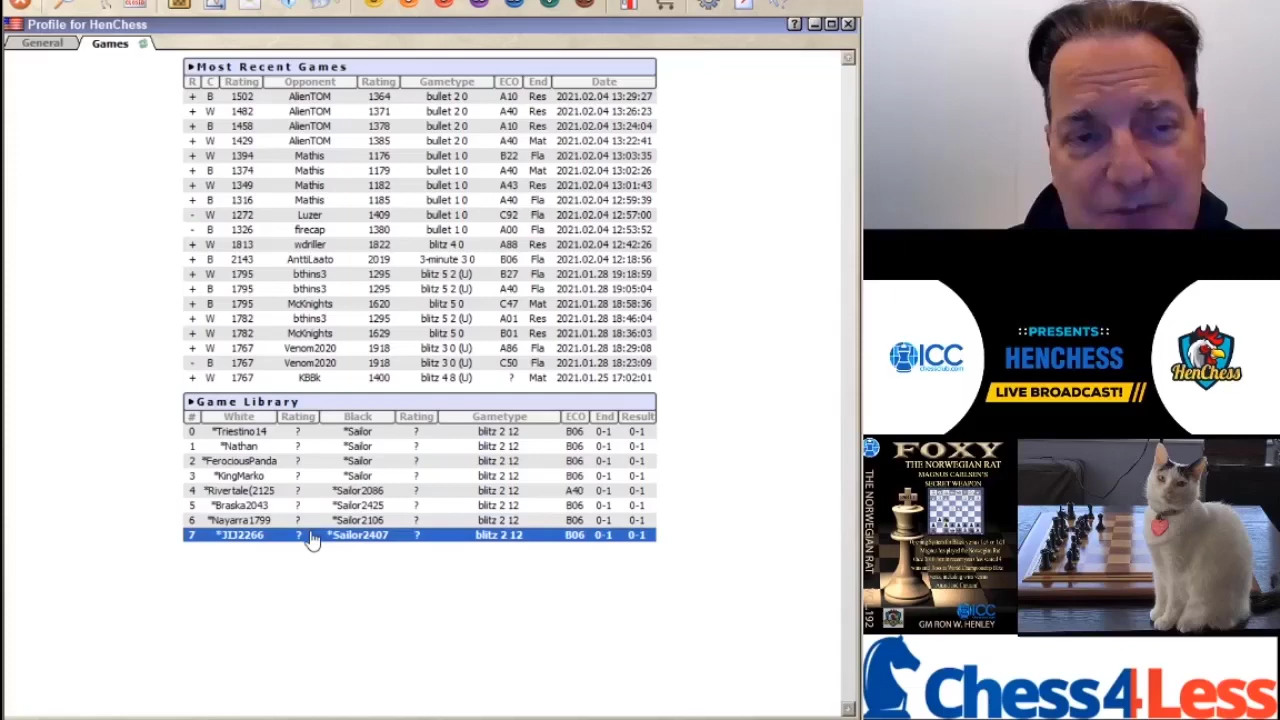 Profile for HenChess
General Games
Most Recent Games
R C Rating Opponent Rating Gametype ECO End Date
+ B 1502 AlienTOM 1364 bullet 2 0 A10 Res 2021.02.04 13:29:27
+ W 1482 AlienTOM 1371 bullet 2 0 A40 Res 2021.02.04 13:26:23
+ B 1458 AlienTOM 1378 bullet 2 0 A10 Res 2021.02.04 13:24:04
+ W 1429 AlienTOM 1385 bullet 2 0 A40 Mat 2021.02.04 13:22:41
+ W 1394 Mathis 1176 bullet 1 0 B22 Fla 2021.02.04 13:03:35
+ B 1374 Mathis 1179 bullet 1 0 A40 Mat 2021.02.04 13:02:26
+ W 1349 Mathis 1182 bullet 1 0 A43 Res 2021.02.04 13:01:43
+ B 1316 Mathis 1185 bullet 1 0 A40 Fla 2021.02.04 12:59:39
- W 1272 Luzer 1409 bullet 1 0 C92 Fla 2021.02.04 12:57:00
- B 1326 firecap 1380 bullet 1 0 A00 Fla 2021.02.04 12:53:52
+ W 1813 wdriller 1822 blitz 4 0 A88 Res 2021.02.04 12:42:26
+ B 2143 AnttiLaato 2019 3-minute 3 0 B06 Fla 2021.02.04 12:18:56
+ W 1795 bthins3 1295 blitz 5 2 (U) B27 Fla 2021.01.28 19:18:59
+ B 1795 bthins3 1295 blitz 5 2 (U) A40 Fla 2021.01.28 19:05:04
+ B 1795 McKnights 1620 blitz 5 0 C47 Mat 2021.01.28 18:58:36
+ W 1782 bthins3 1295 blitz 5 2 (U) A01 Res 2021.01.28 18:46:04
+ W 1782 McKnights 1629 blitz 5 0 B01 Res 2021.01.28 18:36:03
+ W 1767 Venom2020 1918 blitz 3 0 (U) A86 Fla 2021.01.28 18:29:08
- B 1767 Venom2020 1918 blitz 3 0 (U) C50 Fla 2021.01.28 18:23:09
+ W 1767 KBBk 1400 blitz 4 8 (U) ? Mat 2021.01.25 17:02:01
Game Library
# White Rating Black Rating Gametype ECO End Result
0 *Triestino14 ? *Sailor ? blitz 2 12 B06 0-1 0-1
1 *Nathan ? *Sailor ? blitz 2 12 B06 0-1 0-1
2 *FerociousPanda ? *Sailor ? blitz 2 12 B06 0-1 0-1
3 *KingMarko ? *Sailor ? blitz 2 12 B06 0-1 0-1
4 *Rivertale(2125 ? *Sailor2086 ? blitz 2 12 A40 0-1 0-1
5 *Braska2043 ? *Sailor2425 ? blitz 2 12 B06 0-1 0-1
6 *Nayarra1799 ? *Sailor2106 ? blitz 2 12 B06 0-1 0-1
7 *JIJ2266 ? *Sailor2407 ? blitz 2 12 B06 0-1 0-1
ICC
chessclub.com
::PRESENTS::
HENCHESS
LIVE BROADCAST!
HenChess
FOXY
THE NORWEGIAN RAT
MAGNUS CARLSEN'S
SECRET WEAPON
THE NORWEGIAN RAT
192
ICC
GM RON W. HENLEY
Chess4Less